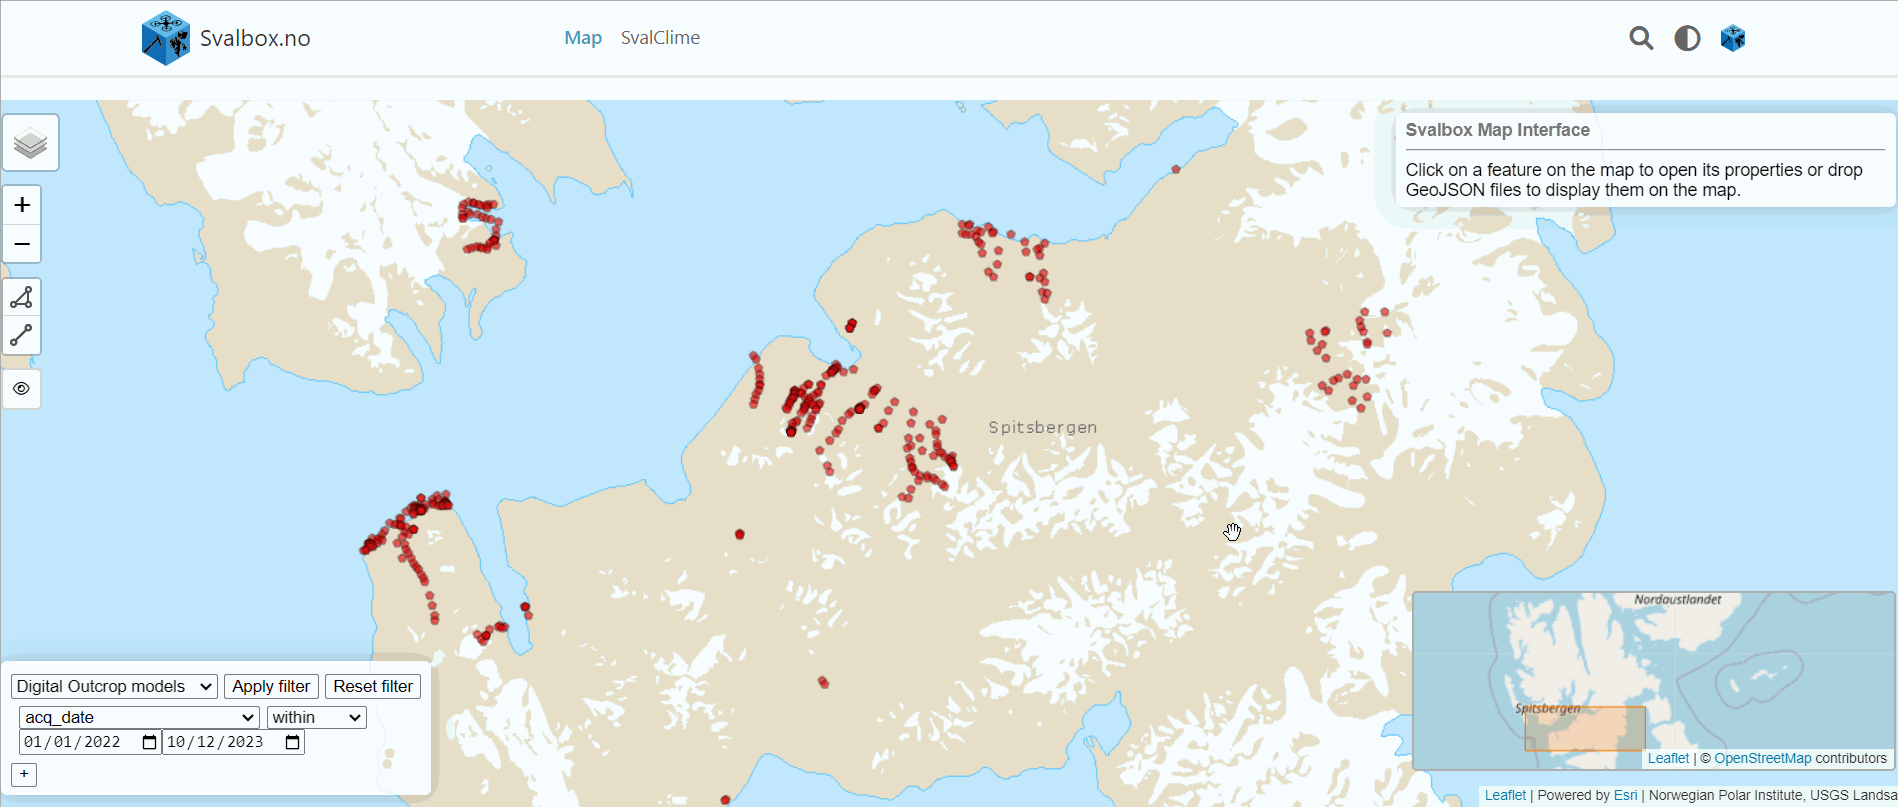 Svalbox.no
Map
SvalClime
Svalbox Map Interface
Click on a feature on the map to open its properties or drop
GeoJSON files to display them on the map.
+
−
Spitsbergen
Digital Outcrop models
Apply filter
Reset filter
acq_date
within
01/01/2022
10/12/2023
+
Nordaustlandet
Spitsbergen
Leaflet | © OpenStreetMap contributors
Leaflet | Powered by Esri | Norwegian Polar Institute, USGS Landsa